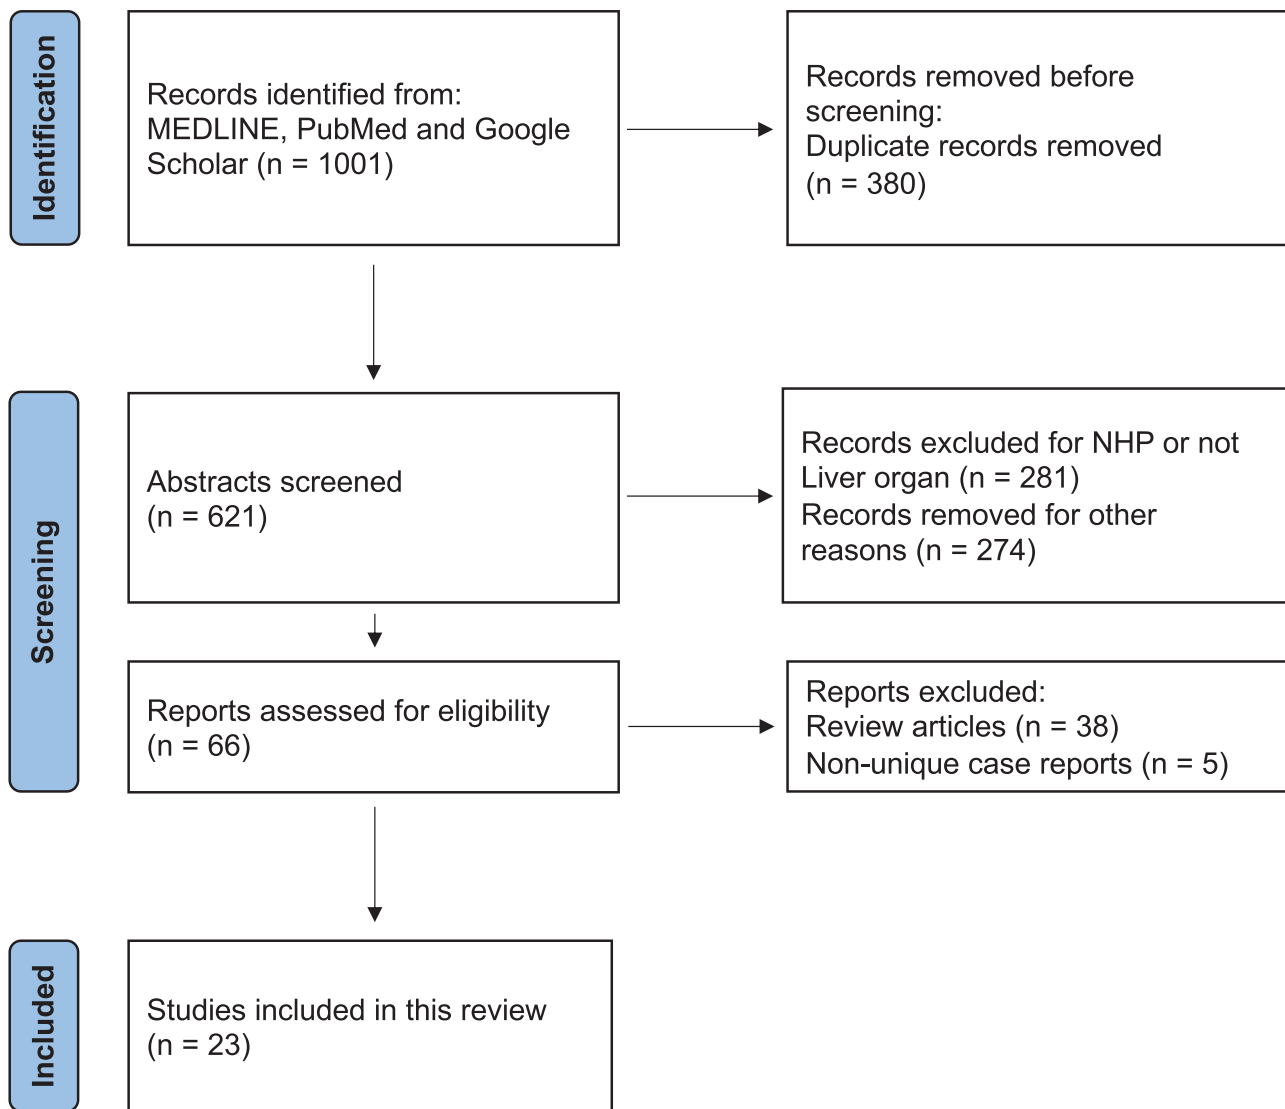 Identification
Records identified from:
MEDLINE, PubMed and Google
Scholar (n = 1001)
Records removed before
screening:
Duplicate records removed
(n = 380)
Screening
Abstracts screened
(n = 621)
Records excluded for NHP or not
Liver organ (n = 281)
Records removed for other
reasons (n = 274)
Reports assessed for eligibility
(n = 66)
Reports excluded:
Review articles (n = 38)
Non-unique case reports (n = 5)
Included
Studies included in this review
(n = 23)